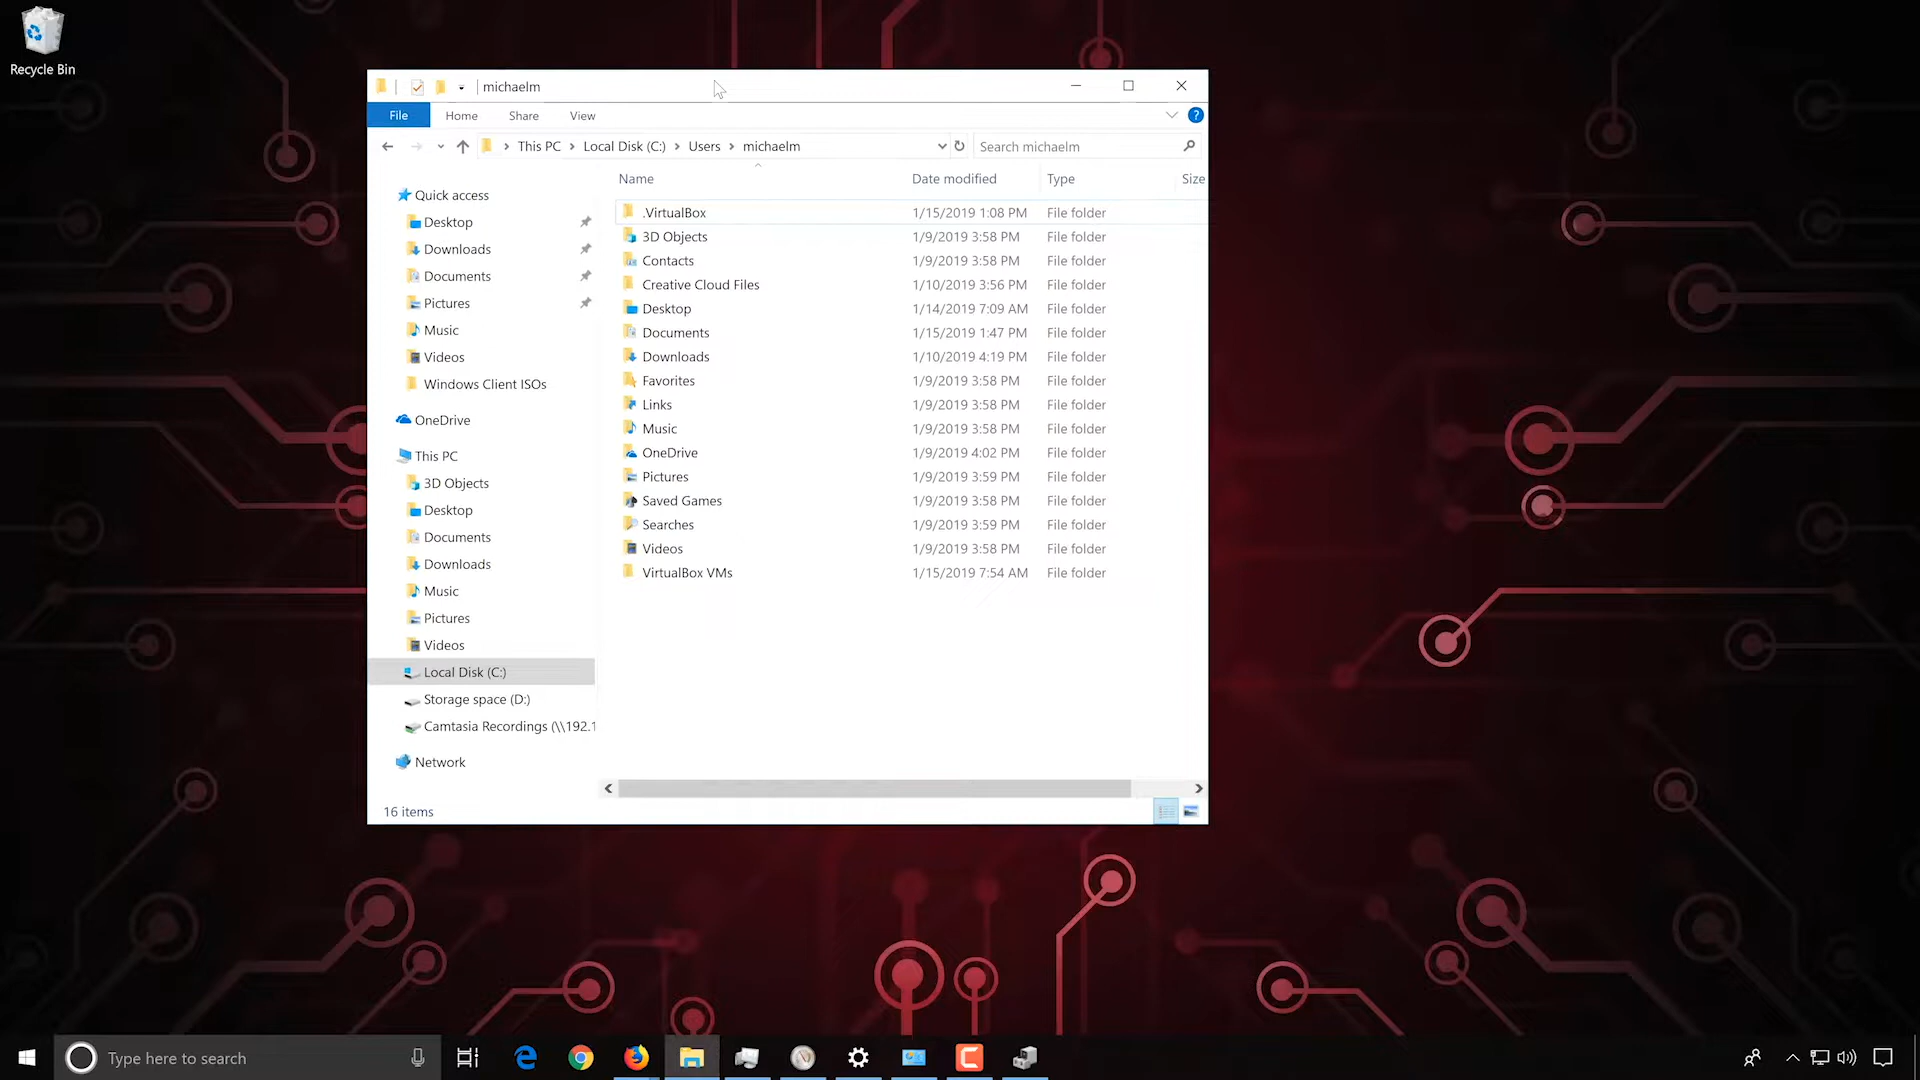 Recycle Bin
michaelm
File Home Share View
This PC Local Disk (C:) Users michaelm Search michaelm
Name Date modified Type Size
Quick access
Desktop
Downloads
Documents
Pictures
Music
Videos
Windows Client ISOs
OneDrive
This PC
3D Objects
Desktop
Documents
Downloads
Music
Pictures
Videos
Local Disk (C:)
Storage space (D:)
Camtasia Recordings (\\192.1
Network
.VirtualBox 1/15/2019 1:08 PM File folder
3D Objects 1/9/2019 3:58 PM File folder
Contacts 1/9/2019 3:58 PM File folder
Creative Cloud Files 1/10/2019 3:56 PM File folder
Desktop 1/14/2019 7:09 AM File folder
Documents 1/15/2019 1:47 PM File folder
Downloads 1/10/2019 4:19 PM File folder
Favorites 1/9/2019 3:58 PM File folder
Links 1/9/2019 3:58 PM File folder
Music 1/9/2019 3:58 PM File folder
OneDrive 1/9/2019 4:02 PM File folder
Pictures 1/9/2019 3:59 PM File folder
Saved Games 1/9/2019 3:58 PM File folder
Searches 1/9/2019 3:59 PM File folder
Videos 1/9/2019 3:58 PM File folder
VirtualBox VMs 1/15/2019 7:54 AM File folder
16 items
Type here to search